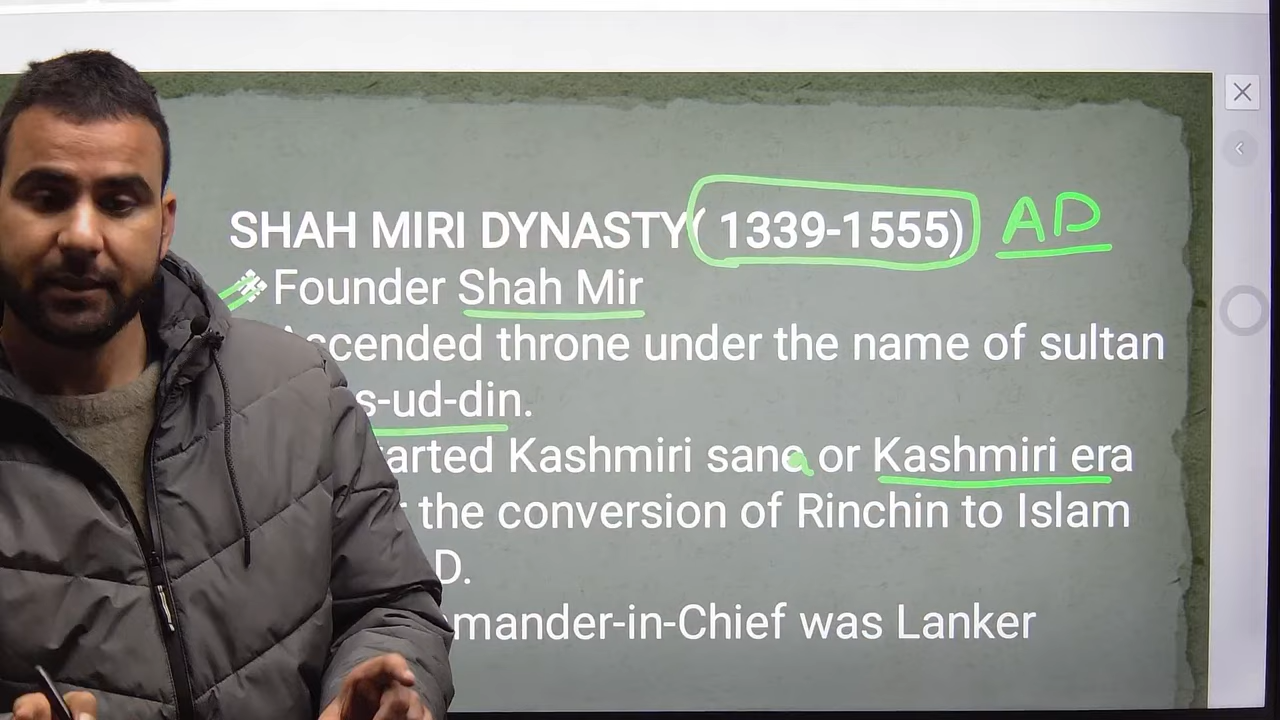 SHAH MIRI DYNASTY( 1339-1555) AD
Founder Shah Mir
scended throne under the name of sultan
s-ud-din.
arted Kashmiri sane or Kashmiri era
r the conversion of Rinchin to Islam
D.
mander-in-Chief was Lanker